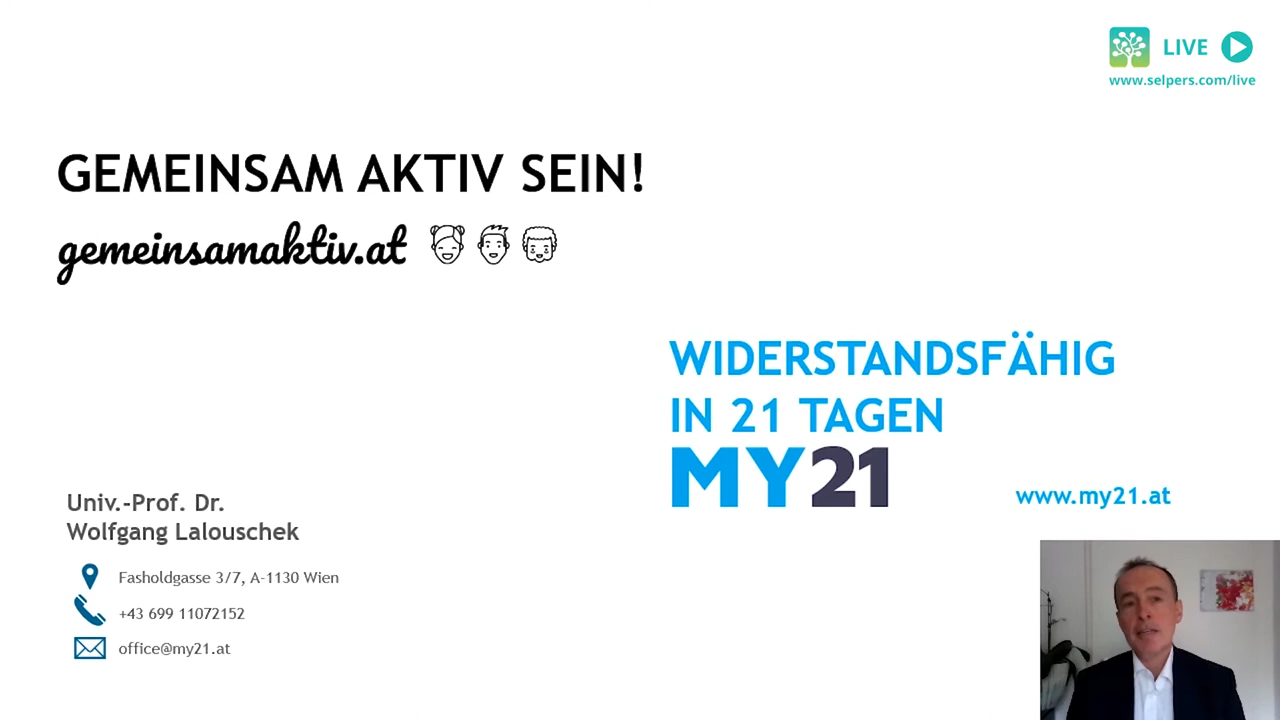 LIVE
www.selpers.com/live
GEMEINSAM AKTIV SEIN!
gemeinsamaktiv.at
WIDERSTANDSFÄHIG
IN 21 TAGEN
MY21
www.my21.at
Univ.-Prof. Dr.
Wolfgang Lalouschek
Fasholdgasse 3/7, A-1130 Wien
+43 699 11072152
office@my21.at